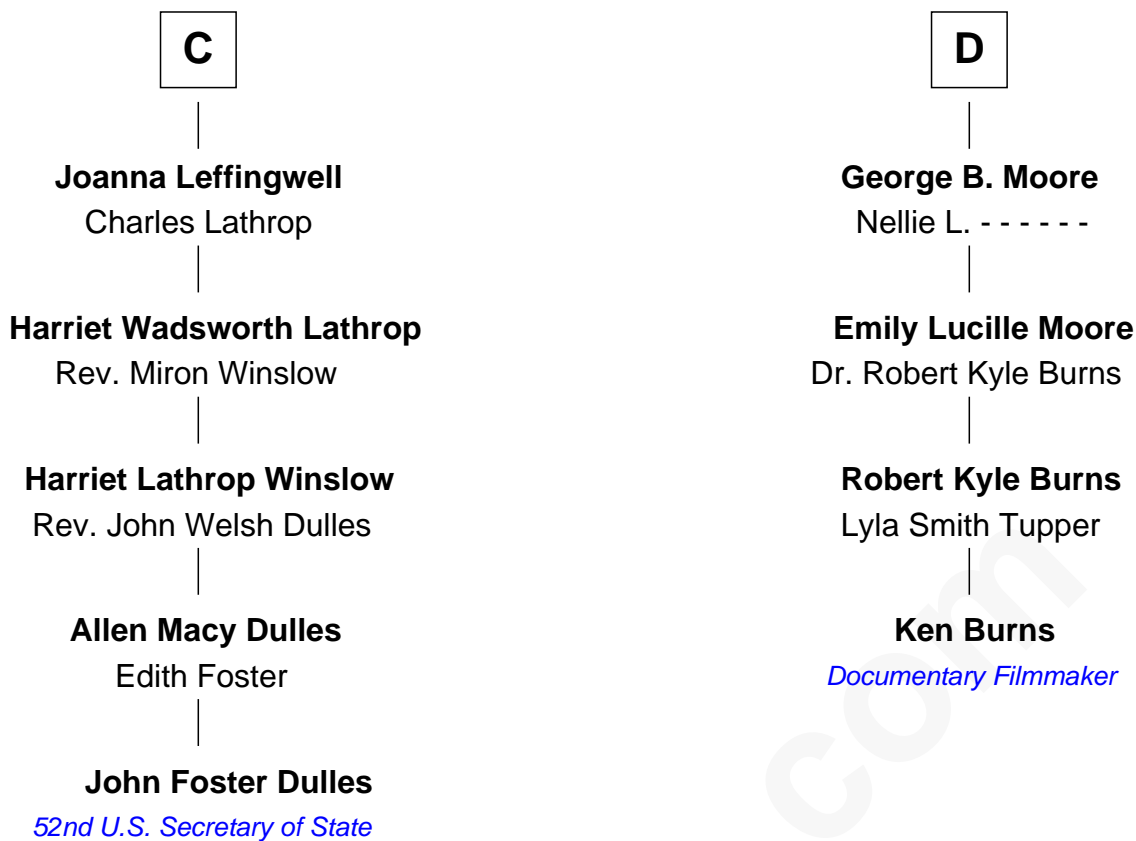 C
Joanna Leffingwell
Charles Lathrop
Harriet Wadsworth Lathrop
Rev. Miron Winslow
Harriet Lathrop Winslow
Rev. John Welsh Dulles
Allen Macy Dulles
Edith Foster
John Foster Dulles
52nd U.S. Secretary of State
D
George B. Moore
Nellie L. - - - - - -
Emily Lucille Moore
Dr. Robert Kyle Burns
Robert Kyle Burns
Lyla Smith Tupper
Ken Burns
Documentary Filmmaker
com